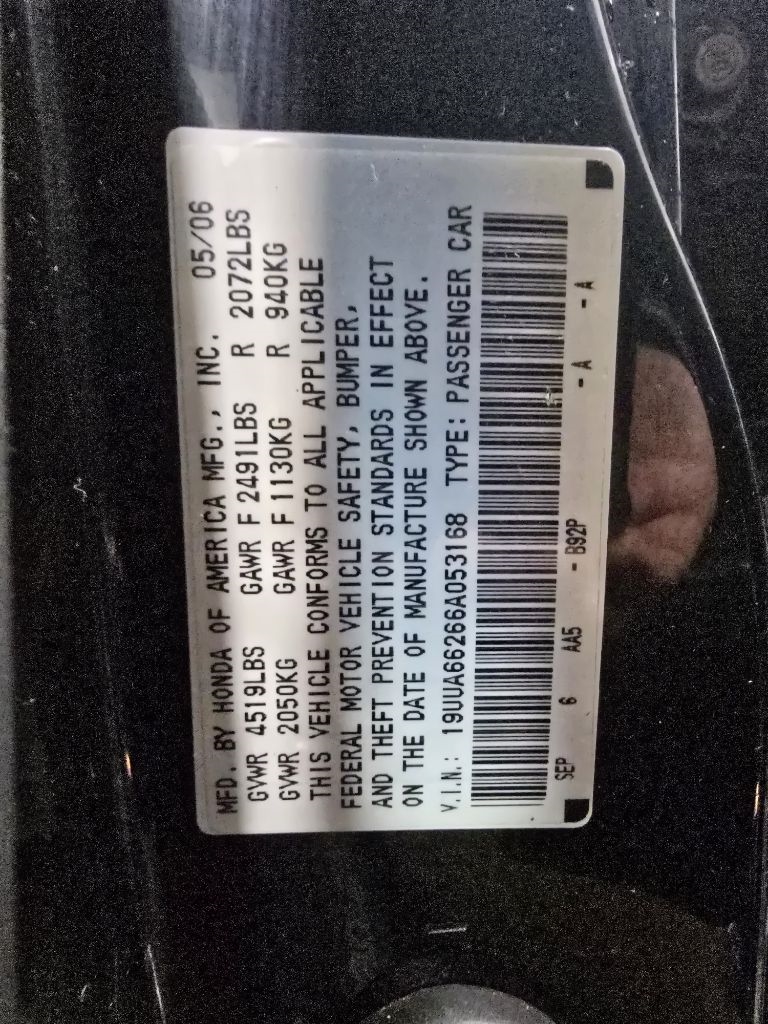 MFD. BY HONDA OF AMERICA MFG., INC. 05/06
GVWR 4519LBS GAWR F 2491LBS R 2072LBS
GVWR 2050KG GAWR F 1130KG R 940KG
THIS VEHICLE CONFORMS TO ALL APPLICABLE
FEDERAL MOTOR VEHICLE SAFETY, BUMPER,
AND THEFT PREVENTION STANDARDS IN EFFECT
ON THE DATE OF MANUFACTURE SHOWN ABOVE.
V.I.N.: 19UUA66266A053168 TYPE: PASSENGER CAR
SEP 6 AA5 - B92P - A - A